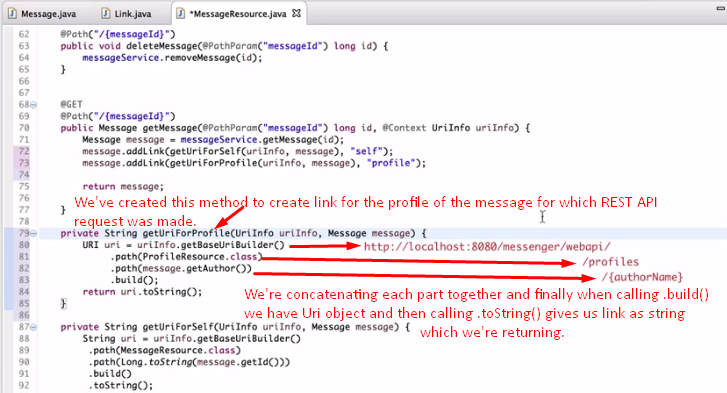 Message.java Link.java *MessageResource.java
62 @Path("/{messageId}")
63 public void deleteMessage(@PathParam("messageId") long id) {
64 messageService.removeMessage(id);
65 }
66
67
68 @GET
69 @Path("/{messageId}")
70 public Message getMessage(@PathParam("messageId") long id, @Context UriInfo uriInfo) {
71 Message message = messageService.getMessage(id);
72 message.addLink(getUriForSelf(uriInfo, message), "self");
73 message.addLink(getUriForProfile(uriInfo, message), "profile");
74
75 return message;
76
We've created this method to create link for the profile of the message for which REST API
77 }
request was made.
78
79 private String getUriForProfile(UriInfo uriInfo, Message message) {
80 URI uri = uriInfo.getBaseUriBuilder() http://localhost:8080/messenger/webapi/
81 .path(ProfileResource.class) /profiles
82 .path(message.getAuthor()) /{authorName}
83 .build();
84 return uri.toString();
We're concatenating each part together and finally when calling .build()
85 }
we have Uri object and then calling .toString() gives us link as string
86
which we're returning.
87 private String getUriForSelf(UriInfo uriInfo, Message message) {
88 String uri = uriInfo.getBaseUriBuilder()
89 .path(MessageResource.class)
90 .path(Long.toString(message.getId()))
91 .build()
92 .toString();